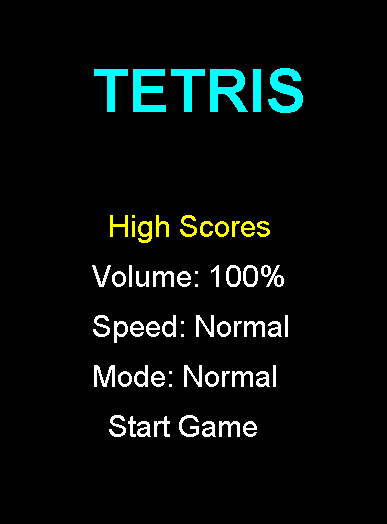 TETRIS
High Scores
Volume: 100%
Speed: Normal
Mode: Normal
Start Game